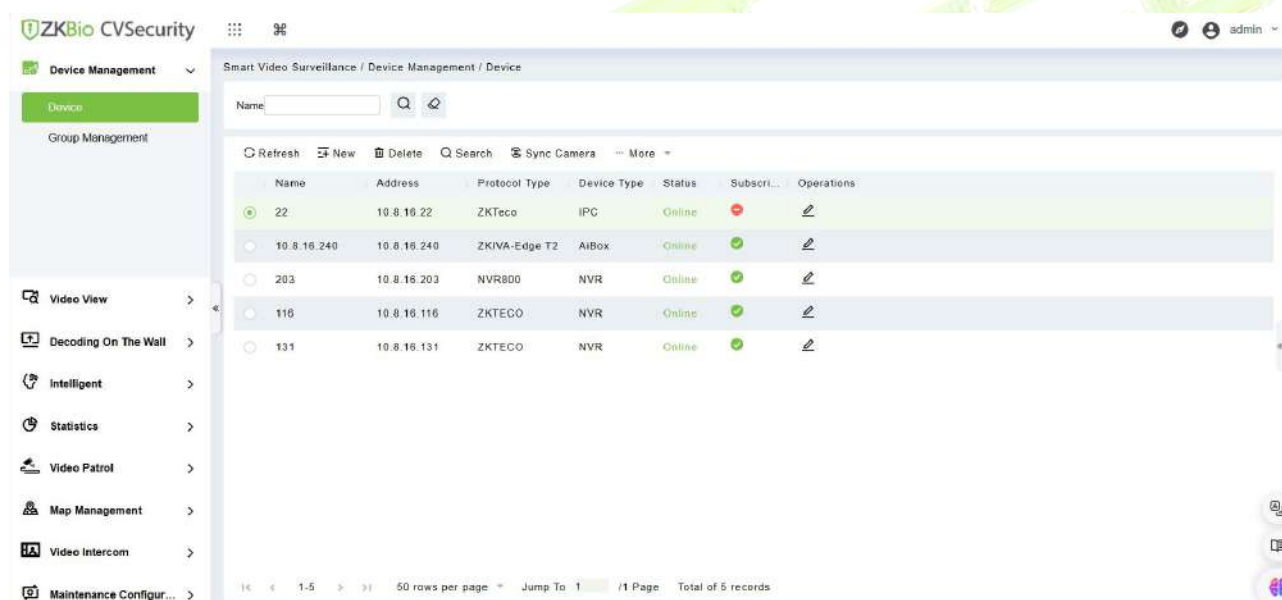 ZKBio CVSecurity
admin
Device Management
Smart Video Surveillance / Device Management / Device
Device
Name
Group Management
Refresh New Delete Search Sync Camera ··· More
Name Address Protocol Type Device Type Status Subscri... Operations
22 10.8.16.22 ZKTeco IPC Online
10.8.16.240 10.8.16.240 ZKIVA-Edge T2 AiBox Online
203 10.8.16.203 NVR800 NVR Online
116 10.8.16.116 ZKTECO NVR Online
131 10.8.16.131 ZKTECO NVR Online
Video View
Decoding On The Wall
Intelligent
Statistics
Video Patrol
Map Management
Video Intercom
Maintenance Configur...
1-5 50 rows per page Jump To 1 /1 Page Total of 5 records